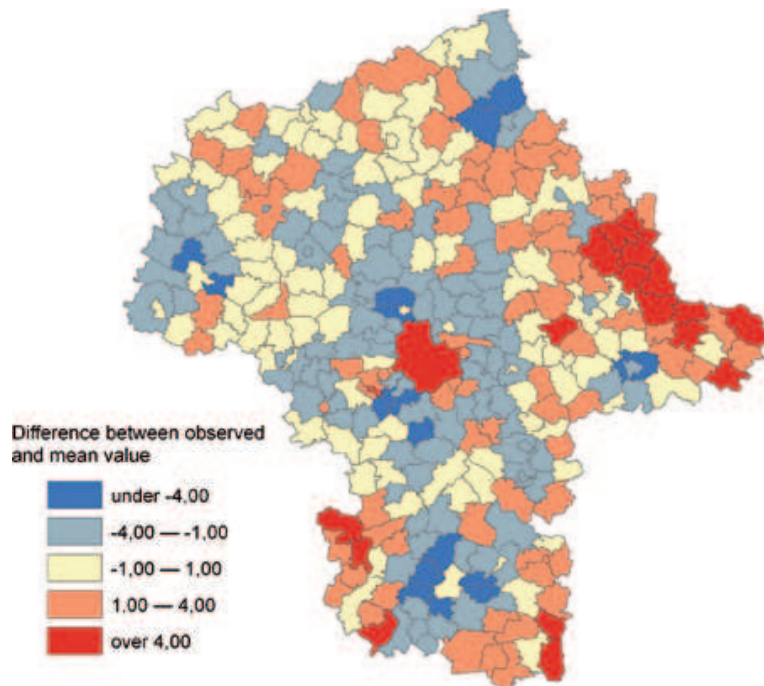 Difference between observed
and mean value
under -4,00
-4,00 — -1,00
-1,00 — 1,00
1.00 — 4,00
over 4,00